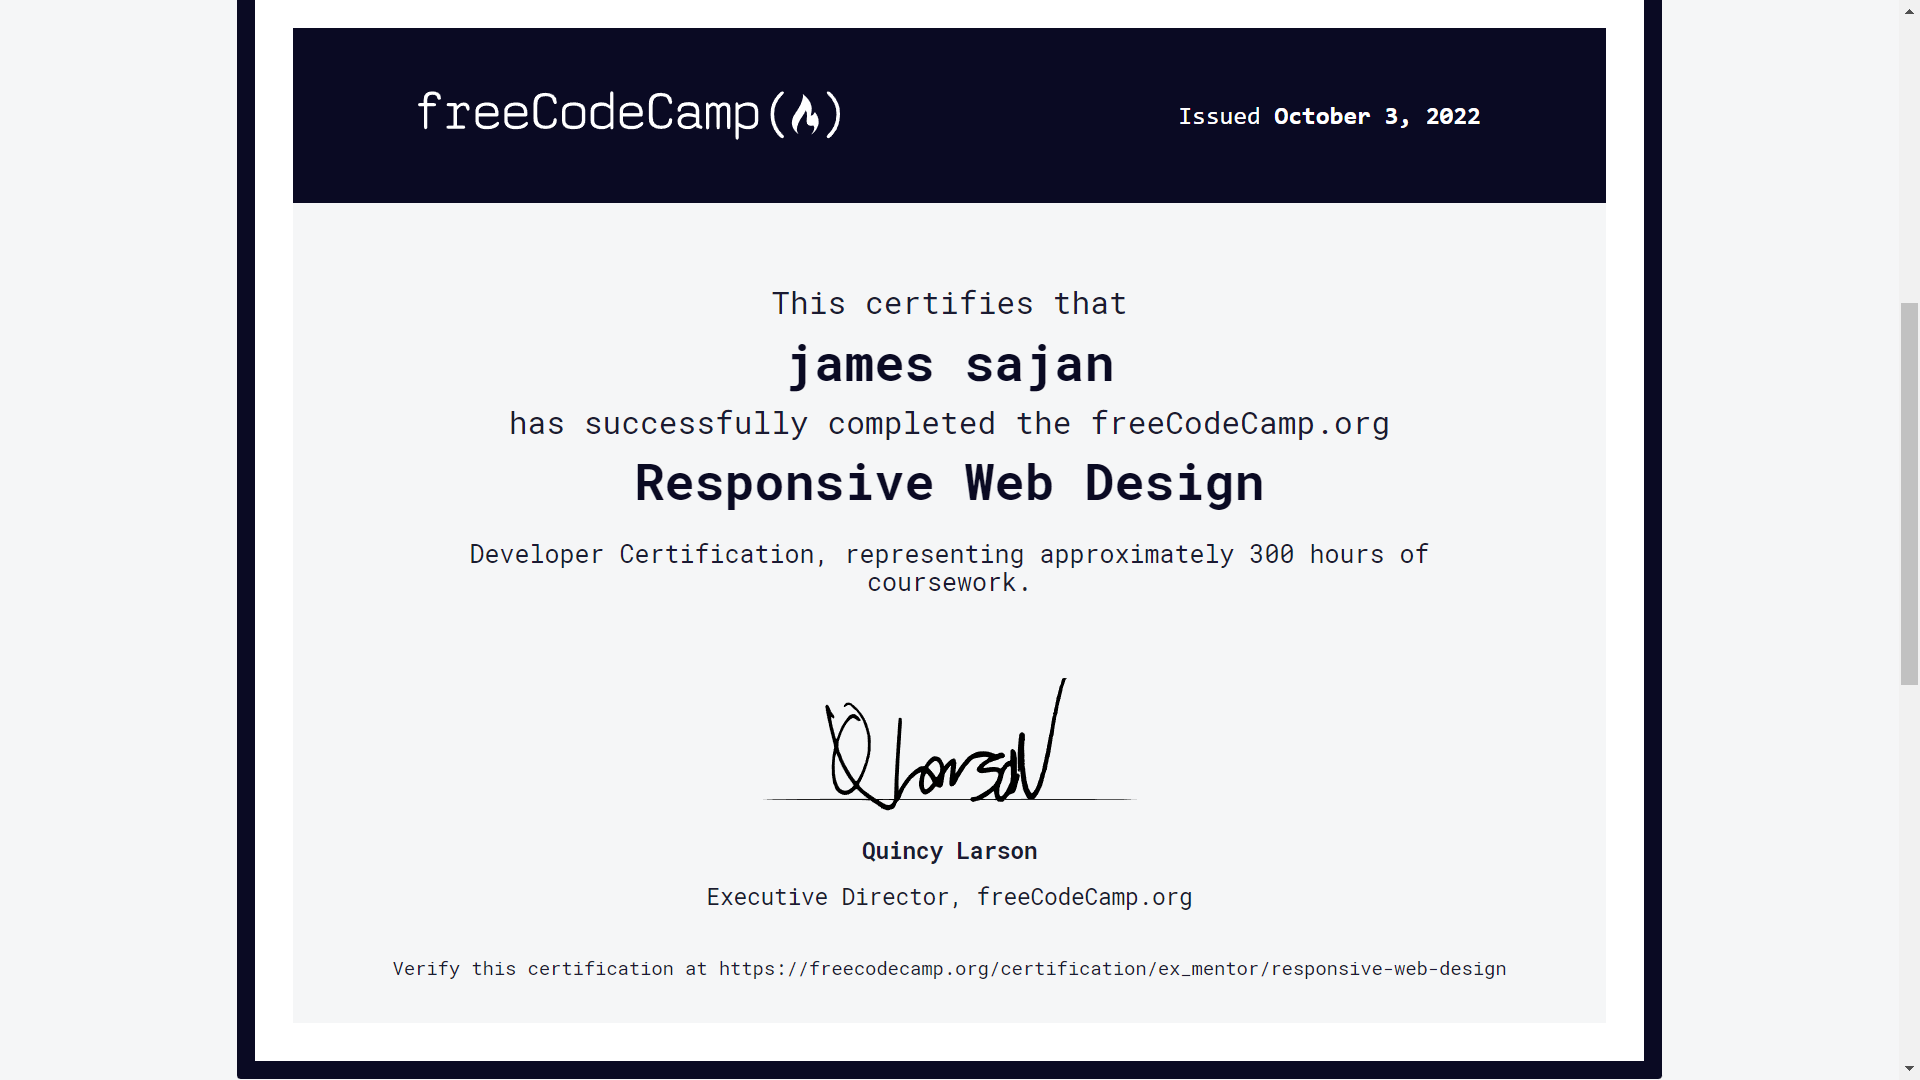 freeCodeCamp
Issued October 3, 2022
This certifies that
james sajan
has successfully completed the freeCodeCamp.org
Responsive Web Design
Developer Certification, representing approximately 300 hours of
coursework.
Q Larson
Quincy Larson
Executive Director, freeCodeCamp.org
Verify this certification at https://freecodecamp.org/certification/ex_mentor/responsive-web-design